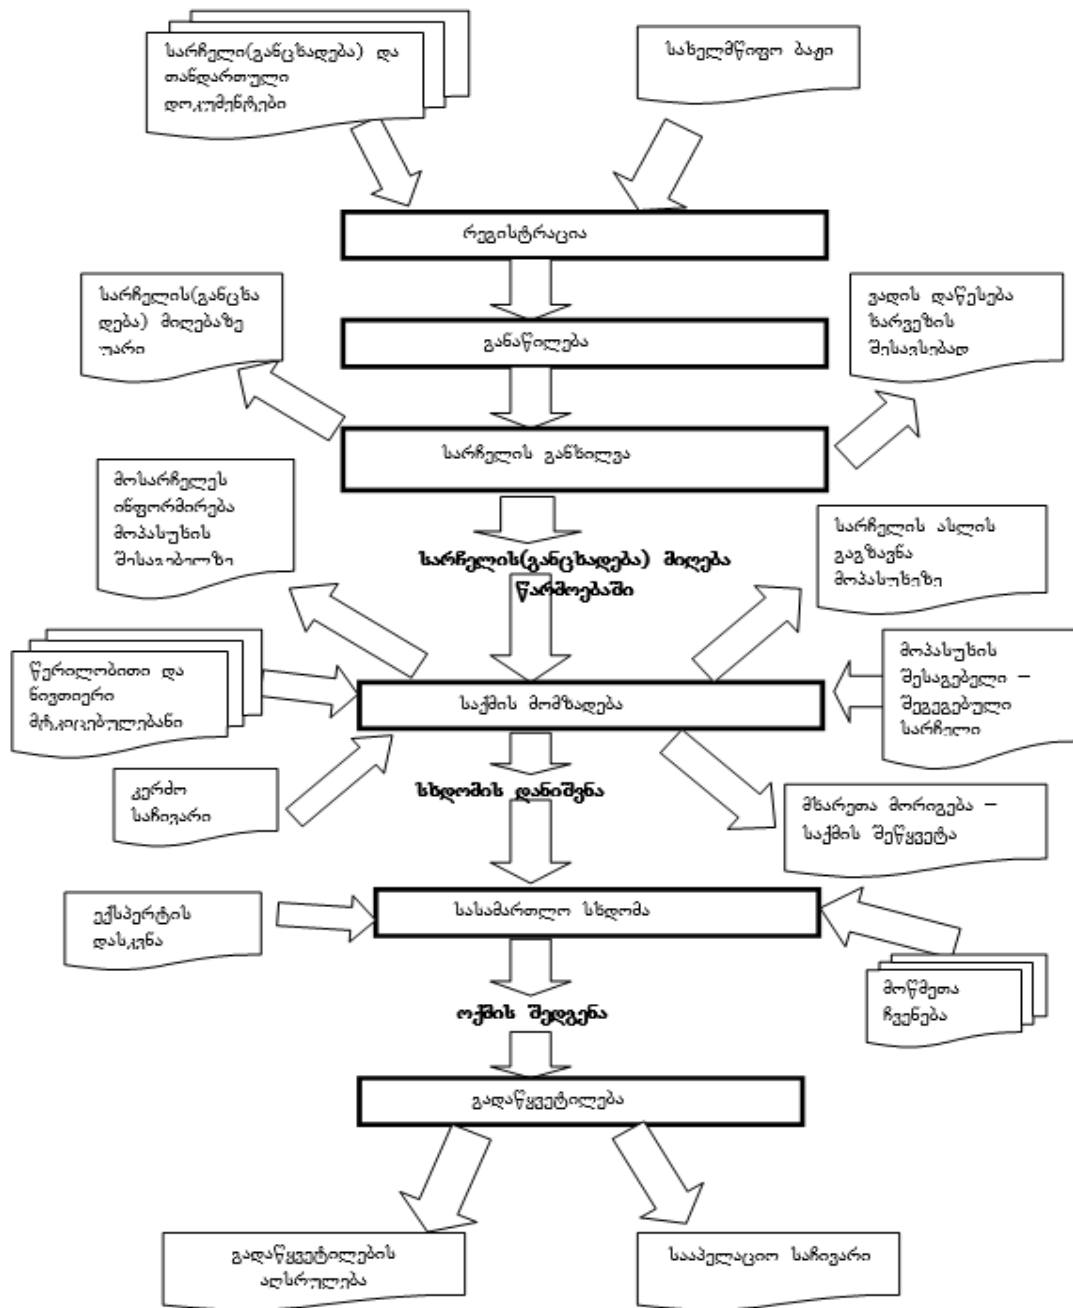 სარჩელი(განცხადება) და
თანდართული
დოკუმენტები
სახელმწიფო ბაჟი
რეგისტრაცია
სარჩელის(განცხა
დება) მიღებაზე
უარი
განაწილება
ვადის დაწესება
ხარვეზის
შესავსებად
სარჩელის განხილვა
მოსარჩელეს
ინფორმირება
მოპასუხის
შესაგებელზე
სარჩელის(განცხადება) მიღება
წარმოებაში
სარჩელის ასლის
გაგზავნა
მოპასუხეზე
წერილობითი და
ნივთიერი
მტკიცებულებანი
საქმის მომზადება
მოპასუხის
შესაგებელი –
შეგებებული
სარჩელი
კერძო
საჩივარი
სხდომის დანიშვნა
მხარეთა მორიგება –
საქმის შეწყვეტა
ექსპერტის
დასკვნა
სასამართლო სხდომა
მოწმეთა
ჩვენება
ოქმის შედგენა
გადაწყვეტილება
გადაწყვეტილების
აღსრულება
სააპელაციო საჩივარი